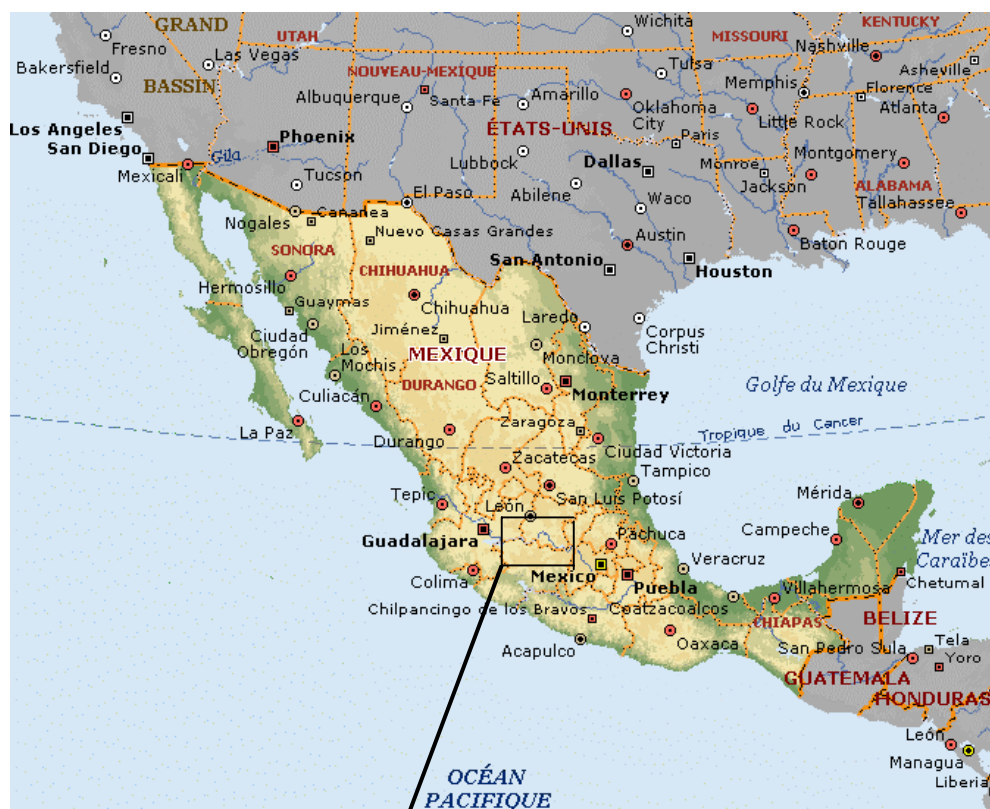 GRAND
BASSIN
UTAH
MISSOURI
KENTUCKY
Wichita
Nashville
Fresno
Las Vegas
Bakersfield
NOUVEAU-MEXIQUE
Tulsa
Memphis
Asheville
Albuquerque
Santa Fe
Amarillo
Oklahoma
City
Little Rock
Florence
Atlanta
Los Angeles
San Diego
Phoenix
ÉTATS-UNIS
Paris
Gila
Lubbock
Dallas
Monroe
Montgomery
Mexicali
Tucson
El Paso
Abilene
Waco
Jackson
ALABAMA
Tallahassee
Nogales
Cananea
Nuevo Casas Grandes
Austin
Baton Rouge
SONORA
CHIHUAHUA
San Antonio
Houston
Hermosillo
Chihuahua
Guaymas
Laredo
Corpus
Christi
Ciudad
Obregón
Jiménez
Los
Mochis
MEXIQUE
Monclova
DURANGO
Saltillo
Monterrey
Golfe du Mexique
Culiacán
La Paz
Durango
Zaragoza
Tropique du Cancer
Ciudad Victoria
Zacatecas
Tampico
Tepic
León
San Luis Potosí
Mérida
Guadalajara
Pachuca
Campeche
Mer des
Caraïbes
Colima
Mexico
Puebla
Veracruz
Villahermosa
Chetumal
Chilpancingo de los Bravos
Coatzacoalcos
CHIAPAS
BELIZE
Acapulco
Oaxaca
San Pedro Sula
Tela
Yoro
GUATEMALA
HONDURAS
León
Managua
Liberia
OCÉAN
PACIFIQUE